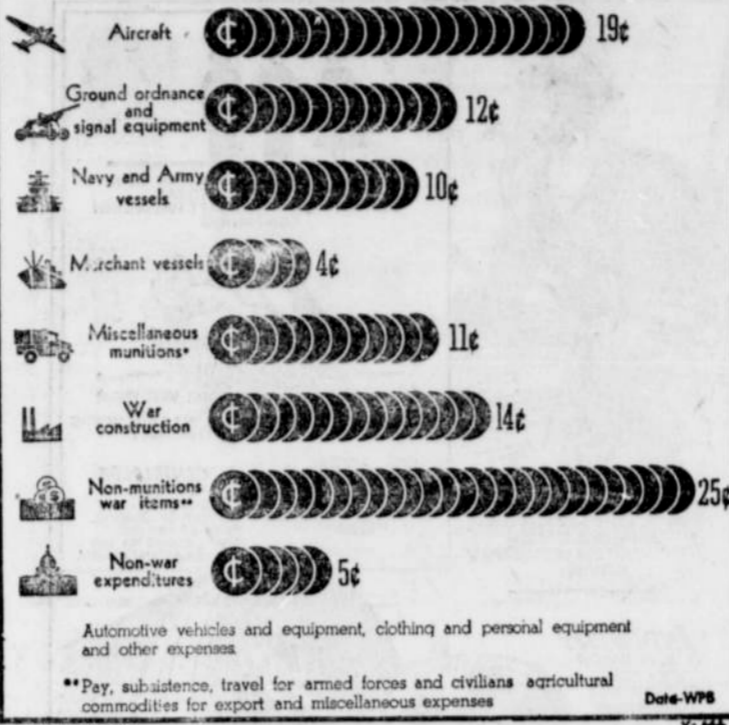 Aircraft
19¢
Ground ordnance
and
signal equipment
12¢
Navy and Army
vessels
10¢
Merchant vessels
4¢
Miscellaneous
munitions*
11¢
War
construction
14¢
Non-munitions
war items**
25¢
Non-war
expenditures
5¢
Automotive vehicles and equipment, clothing and personal equipment
and other expenses
**Pay, subsistence, travel for armed forces and civilians agricultural
commodities for export and miscellaneous expenses
Data-WPB